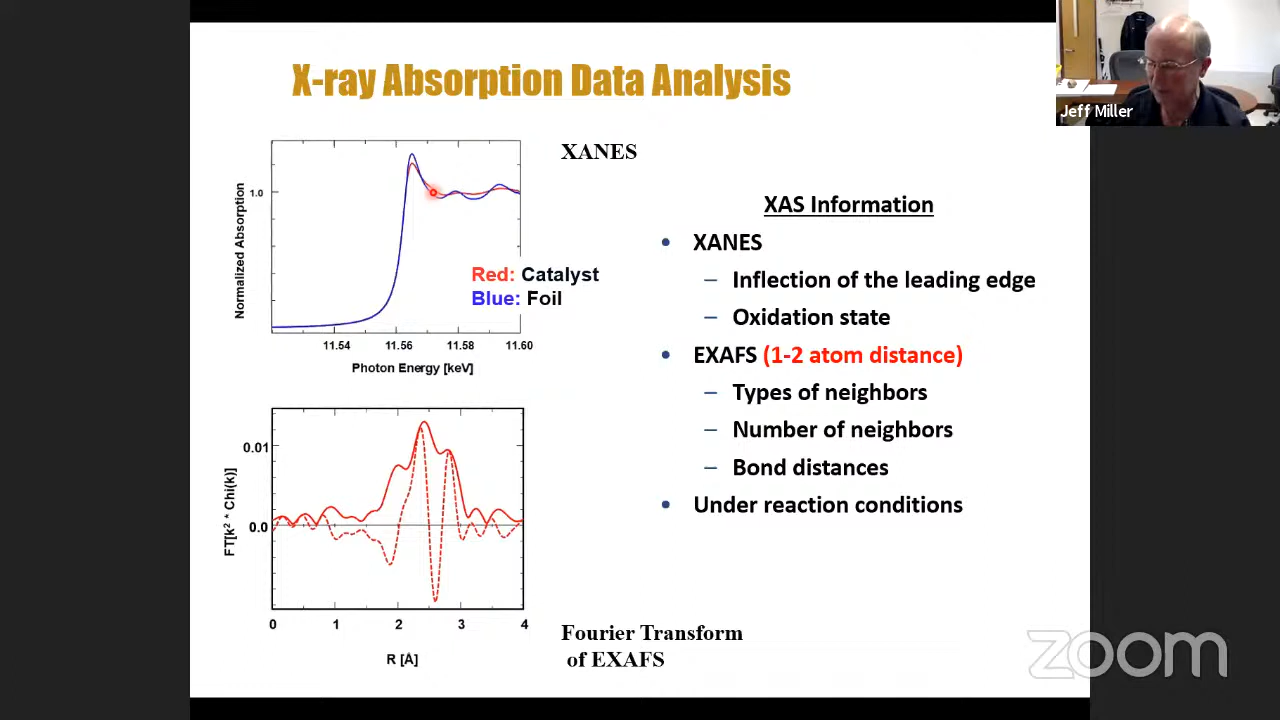 X-ray Absorption Data Analysis
Jeff Miller
XANES
Normalized Absorption
1.0
Red: Catalyst
Blue: Foil
11.54 11.56 11.58 11.60
Photon Energy [keV]
FT[k² * Chi(k)]
0.01
0.0
0 1 2 3 4
R [Å]
Fourier Transform
of EXAFS
XAS Information
• XANES
– Inflection of the leading edge
– Oxidation state
• EXAFS (1-2 atom distance)
– Types of neighbors
– Number of neighbors
– Bond distances
• Under reaction conditions
zoom